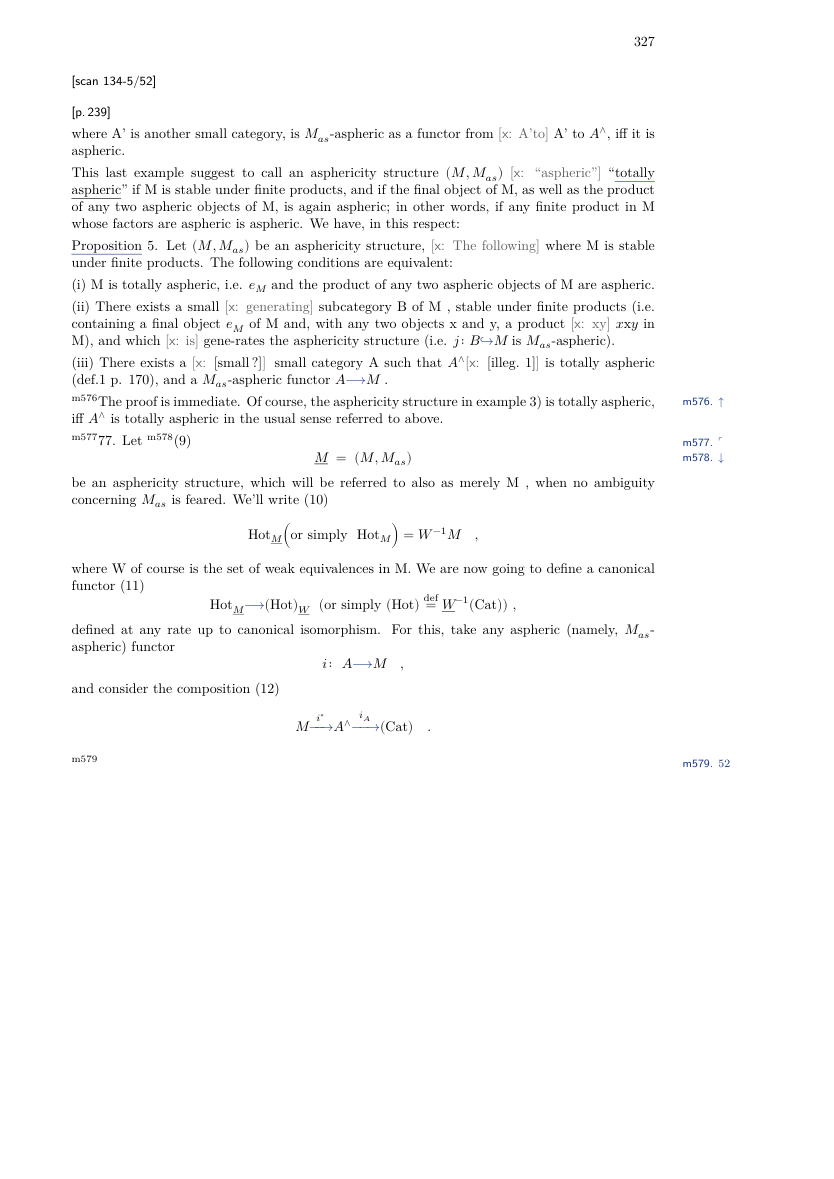 327
[scan 134-5/52]
[p. 239]
where A' is another small category, is M_as-aspheric as a functor from [x: A'to] A' to A^∧, iff it is
aspheric.
This last example suggest to call an asphericity structure (M, M_as) [x: “aspheric”] “totally
aspheric” if M is stable under finite products, and if the final object of M, as well as the product
of any two aspheric objects of M, is again aspheric; in other words, if any finite product in M
whose factors are aspheric is aspheric. We have, in this respect:
Proposition 5. Let (M, M_as) be an asphericity structure, [x: The following] where M is stable
under finite products. The following conditions are equivalent:
(i) M is totally aspheric, i.e. e_M and the product of any two aspheric objects of M are aspheric.
(ii) There exists a small [x: generating] subcategory B of M , stable under finite products (i.e.
containing a final object e_M of M and, with any two objects x and y, a product [x: xy] xxy in
M), and which [x: is] gene-rates the asphericity structure (i.e. j: B↪M is M_as-aspheric).
(iii) There exists a [x: [small ?]] small category A such that A^∧[x: [illeg. 1]] is totally aspheric
(def.1 p. 170), and a M_as-aspheric functor A⟶M .
m576The proof is immediate. Of course, the asphericity structure in example 3) is totally aspheric, m576. ↑
iff A^∧ is totally aspheric in the usual sense referred to above.
m57777. Let m578(9) m577. ⌜
M = (M, M_as) m578. ↓
be an asphericity structure, which will be referred to also as merely M , when no ambiguity
concerning M_as is feared. We'll write (10)
Hot_M(or simply Hot_M) = W^−1M ,
where W of course is the set of weak equivalences in M. We are now going to define a canonical
functor (11)
Hot_M⟶(Hot)_W (or simply (Hot) def= W^−1(Cat)) ,
defined at any rate up to canonical isomorphism. For this, take any aspheric (namely, M_as-
aspheric) functor
i: A⟶M ,
and consider the composition (12)
M —i*→ A^∧ —i_A→ (Cat) .
m579 m579. 52